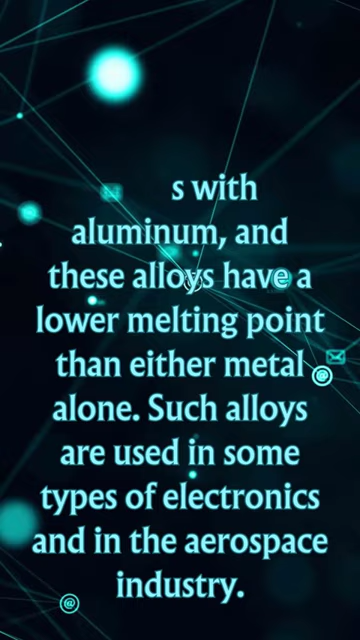 s with
aluminum, and
these alloys have a
lower melting point
than either metal
alone. Such alloys
are used in some
types of electronics
and in the aerospace
industry.